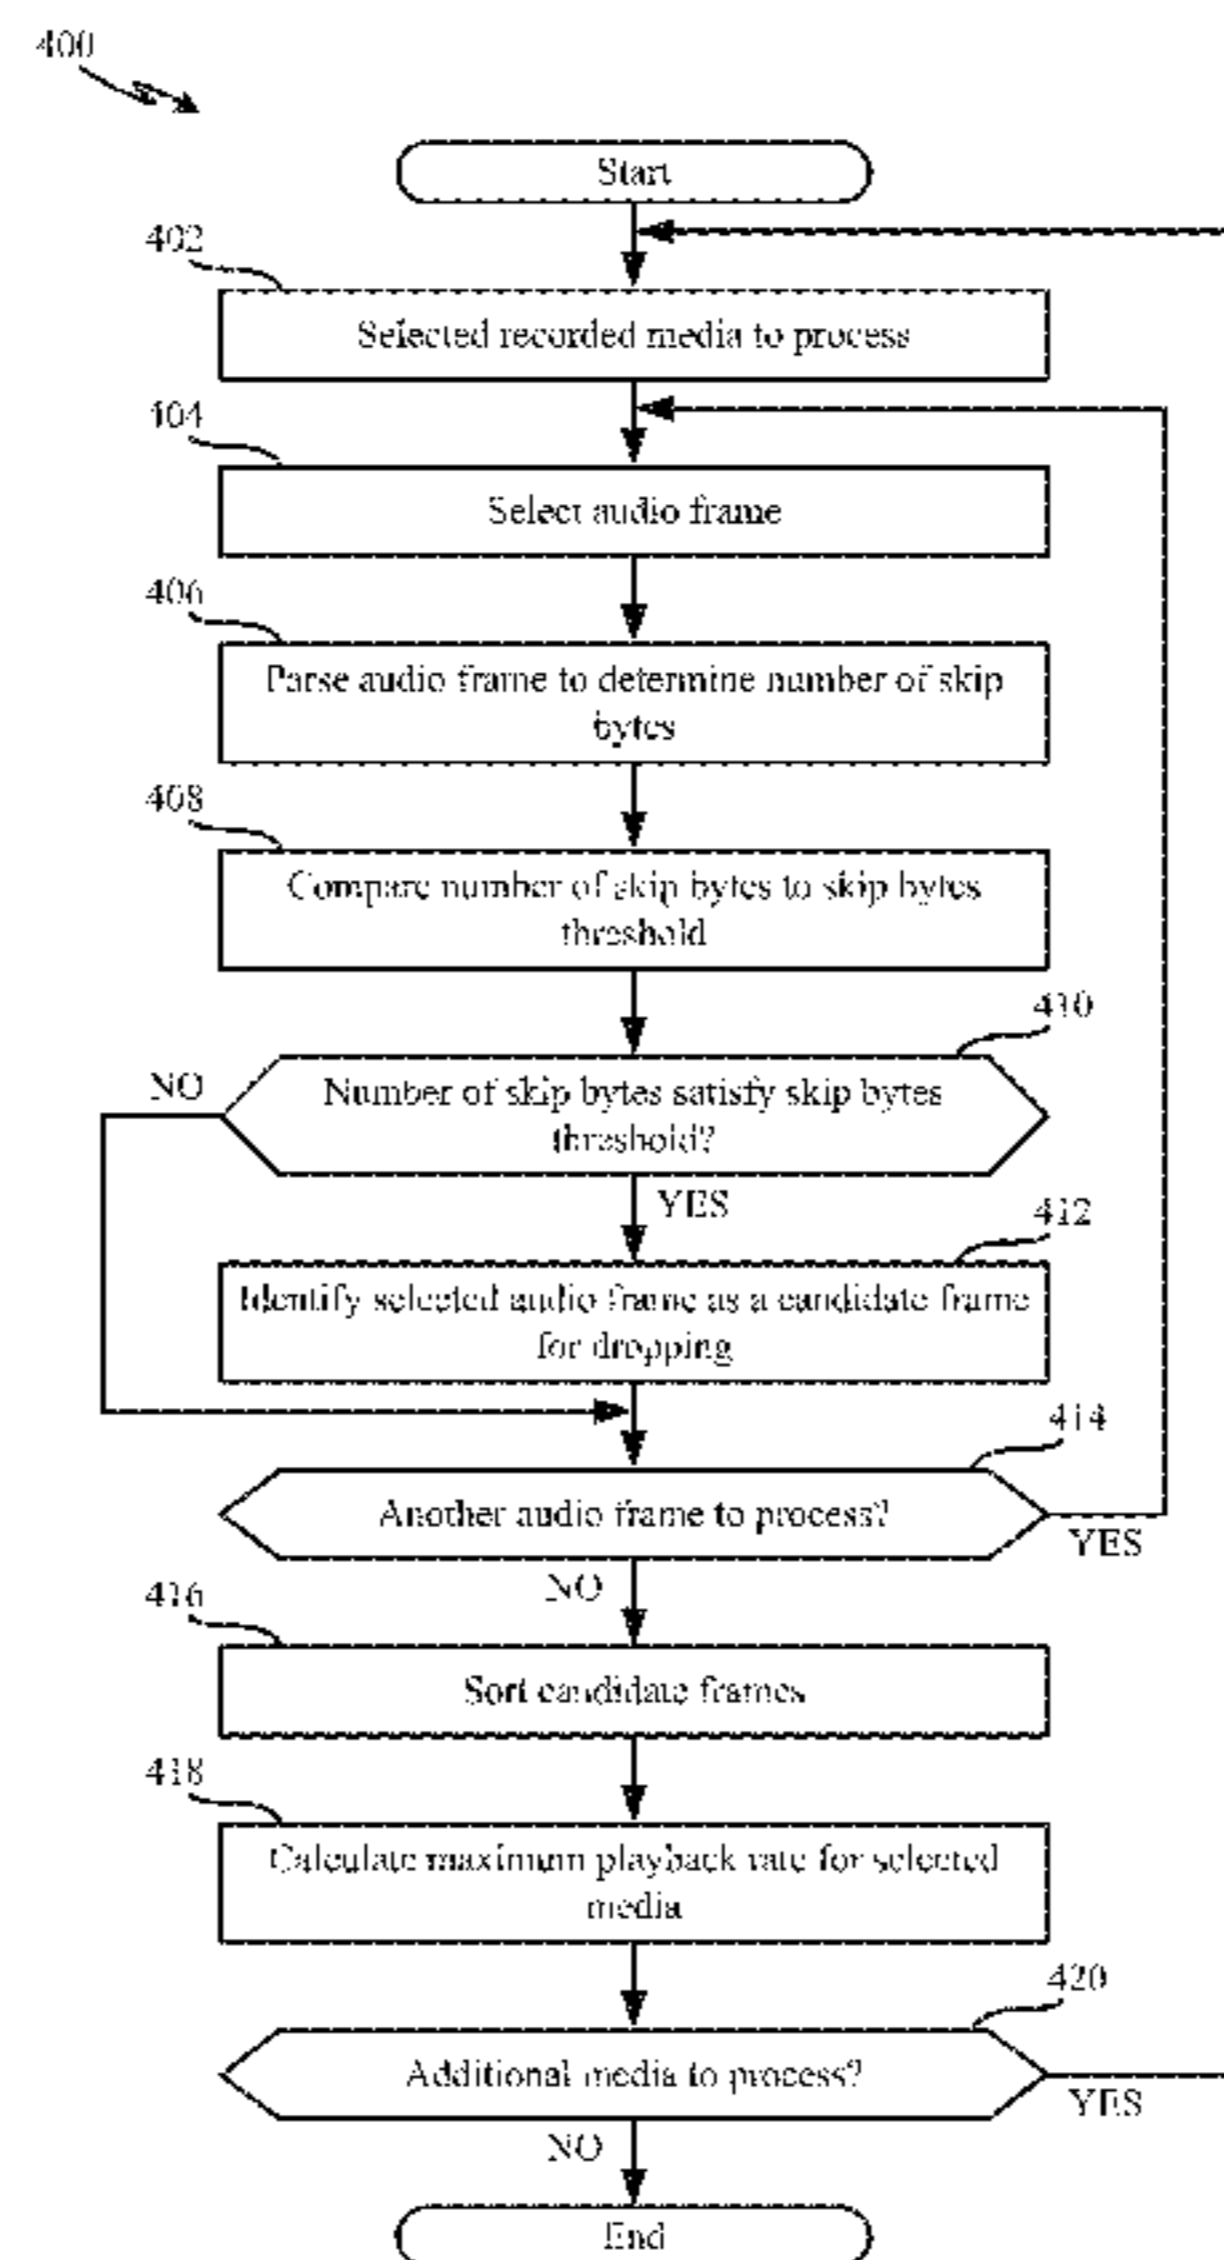 400
Start
402
Selected recorded media to process
404
Select audio frame
406
Parse audio frame to determine number of skip
bytes
408
Compare number of skip bytes to skip bytes
threshold
410
NO
Number of skip bytes satisfy skip bytes
threshold?
YES
412
Identify selected audio frame as a candidate frame
for dropping
414
Another audio frame to process?
YES
NO
416
Sort candidate frames
418
Calculate maximum playback rate for selected
media
420
Additional media to process?
YES
NO
End